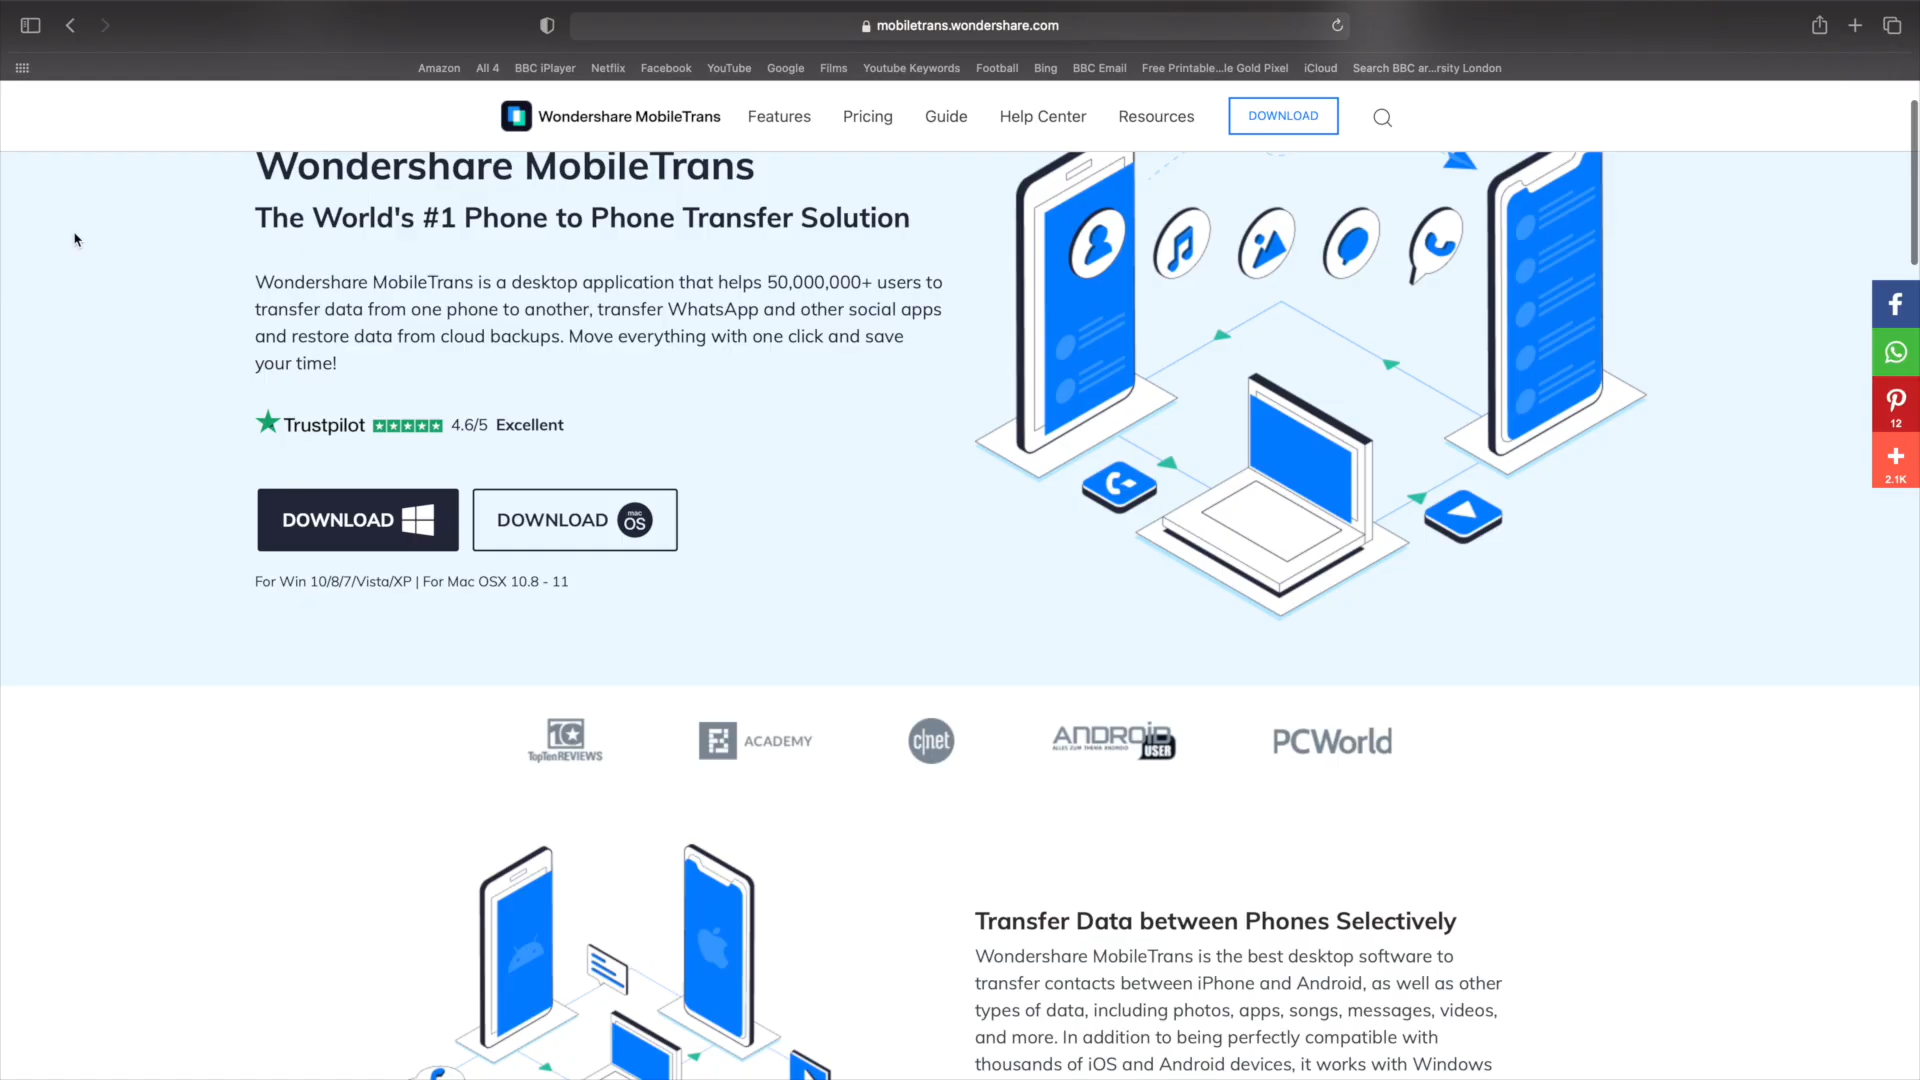 mobiletrans.wondershare.com
Amazon All 4 BBC iPlayer Netflix Facebook YouTube Google Films Youtube Keywords Football Bing BBC Email Free Printable...le Gold Pixel iCloud Search BBC ar...rsity London
Wondershare MobileTrans Features Pricing Guide Help Center Resources DOWNLOAD
Wondershare MobileTrans
The World's #1 Phone to Phone Transfer Solution
Wondershare MobileTrans is a desktop application that helps 50,000,000+ users to
transfer data from one phone to another, transfer WhatsApp and other social apps
and restore data from cloud backups. Move everything with one click and save
your time!
Trustpilot 4.6/5 Excellent
12
2.1K
DOWNLOAD DOWNLOAD mac OS
For Win 10/8/7/Vista/XP | For Mac OSX 10.8 - 11
TopTenREVIEWS ACADEMY c|net ANDROID USER PCWorld
ALLES ZUM THEMA ANDROID
Transfer Data between Phones Selectively
Wondershare MobileTrans is the best desktop software to
transfer contacts between iPhone and Android, as well as other
types of data, including photos, apps, songs, messages, videos,
and more. In addition to being perfectly compatible with
thousands of iOS and Android devices, it works with Windows